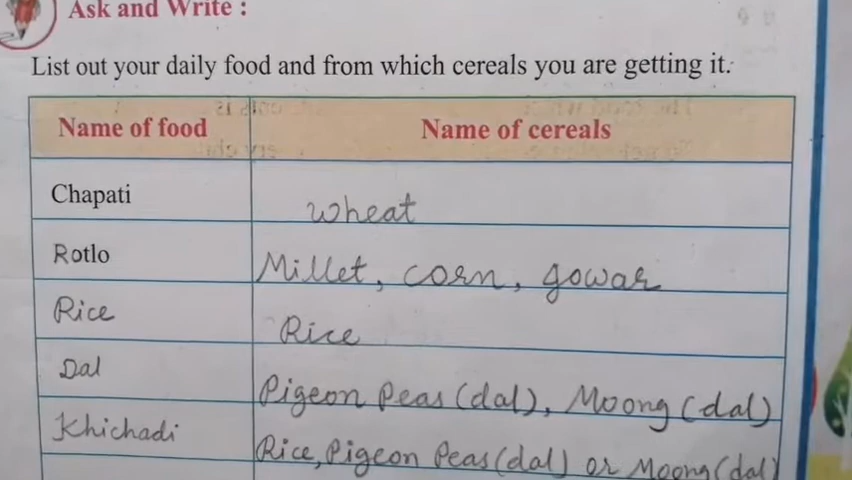 Ask and Write :
List out your daily food and from which cereals you are getting it.
Name of food Name of cereals
Chapati wheat
Rotlo Millet, corn, gowar
Rice Rice
Dal Pigeon Peas (dal), Moong (dal)
Khichadi Rice, Pigeon Peas (dal) or Moong (dal)